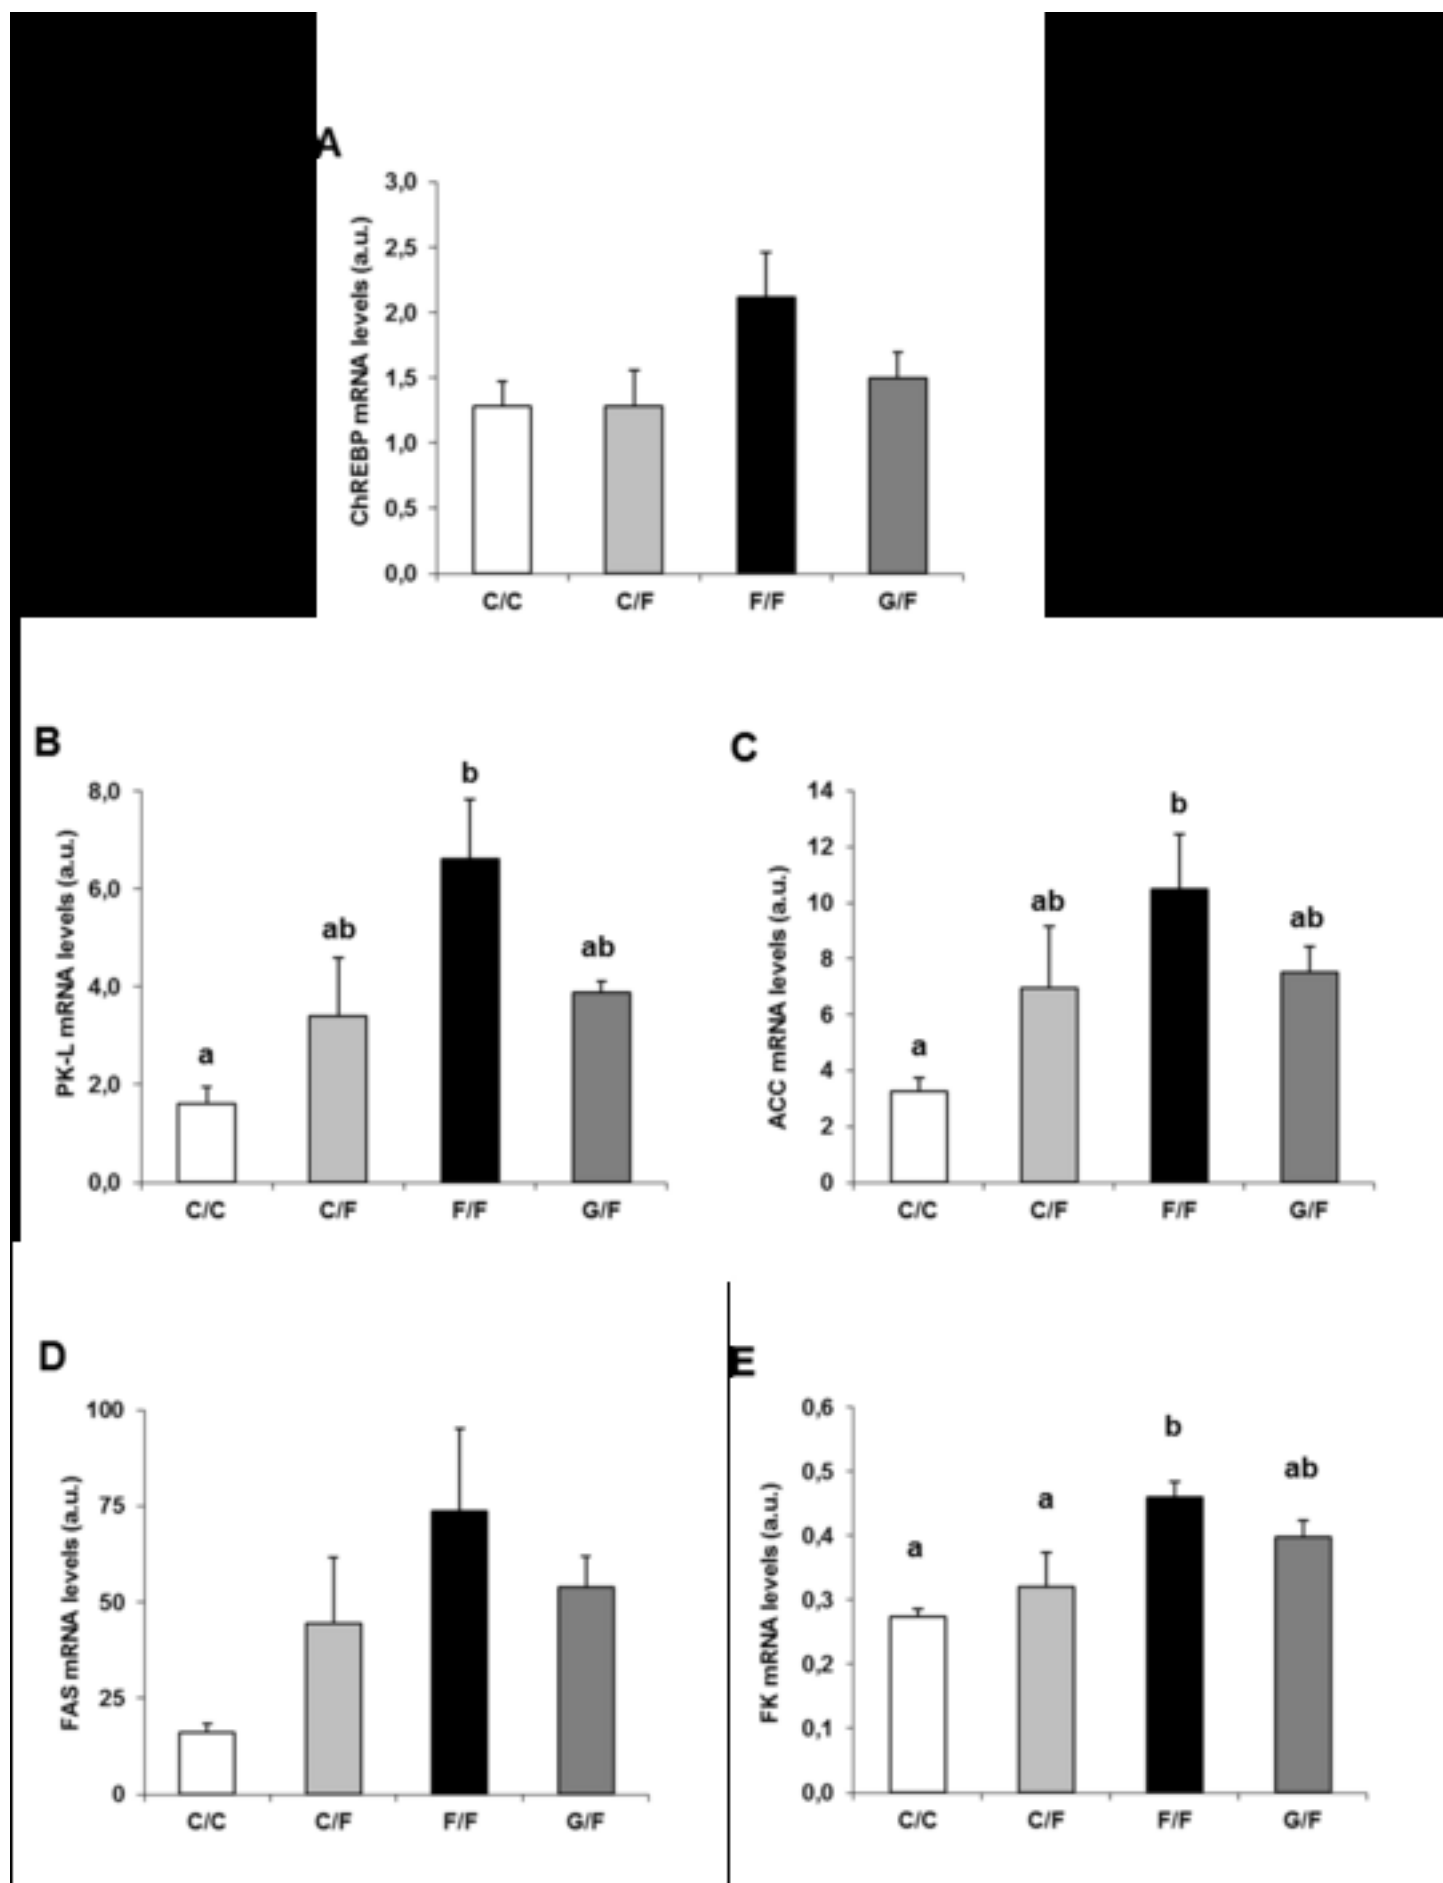 A
ChREBP mRNA levels (a.u.)
3,0
2,5
2,0
1,5
1,0
0,5
0,0
C/C C/F F/F G/F
B
PK-L mRNA levels (a.u.)
8,0
6,0
4,0
2,0
0,0
a ab b ab
C/C C/F F/F G/F
C
ACC mRNA levels (a.u.)
14
12
10
8
6
4
2
0
a ab b ab
C/C C/F F/F G/F
D
FAS mRNA levels (a.u.)
100
75
50
25
0
C/C C/F F/F G/F
E
FK mRNA levels (a.u.)
0,6
0,5
0,4
0,3
0,2
0,1
0,0
a a b ab
C/C C/F F/F G/F